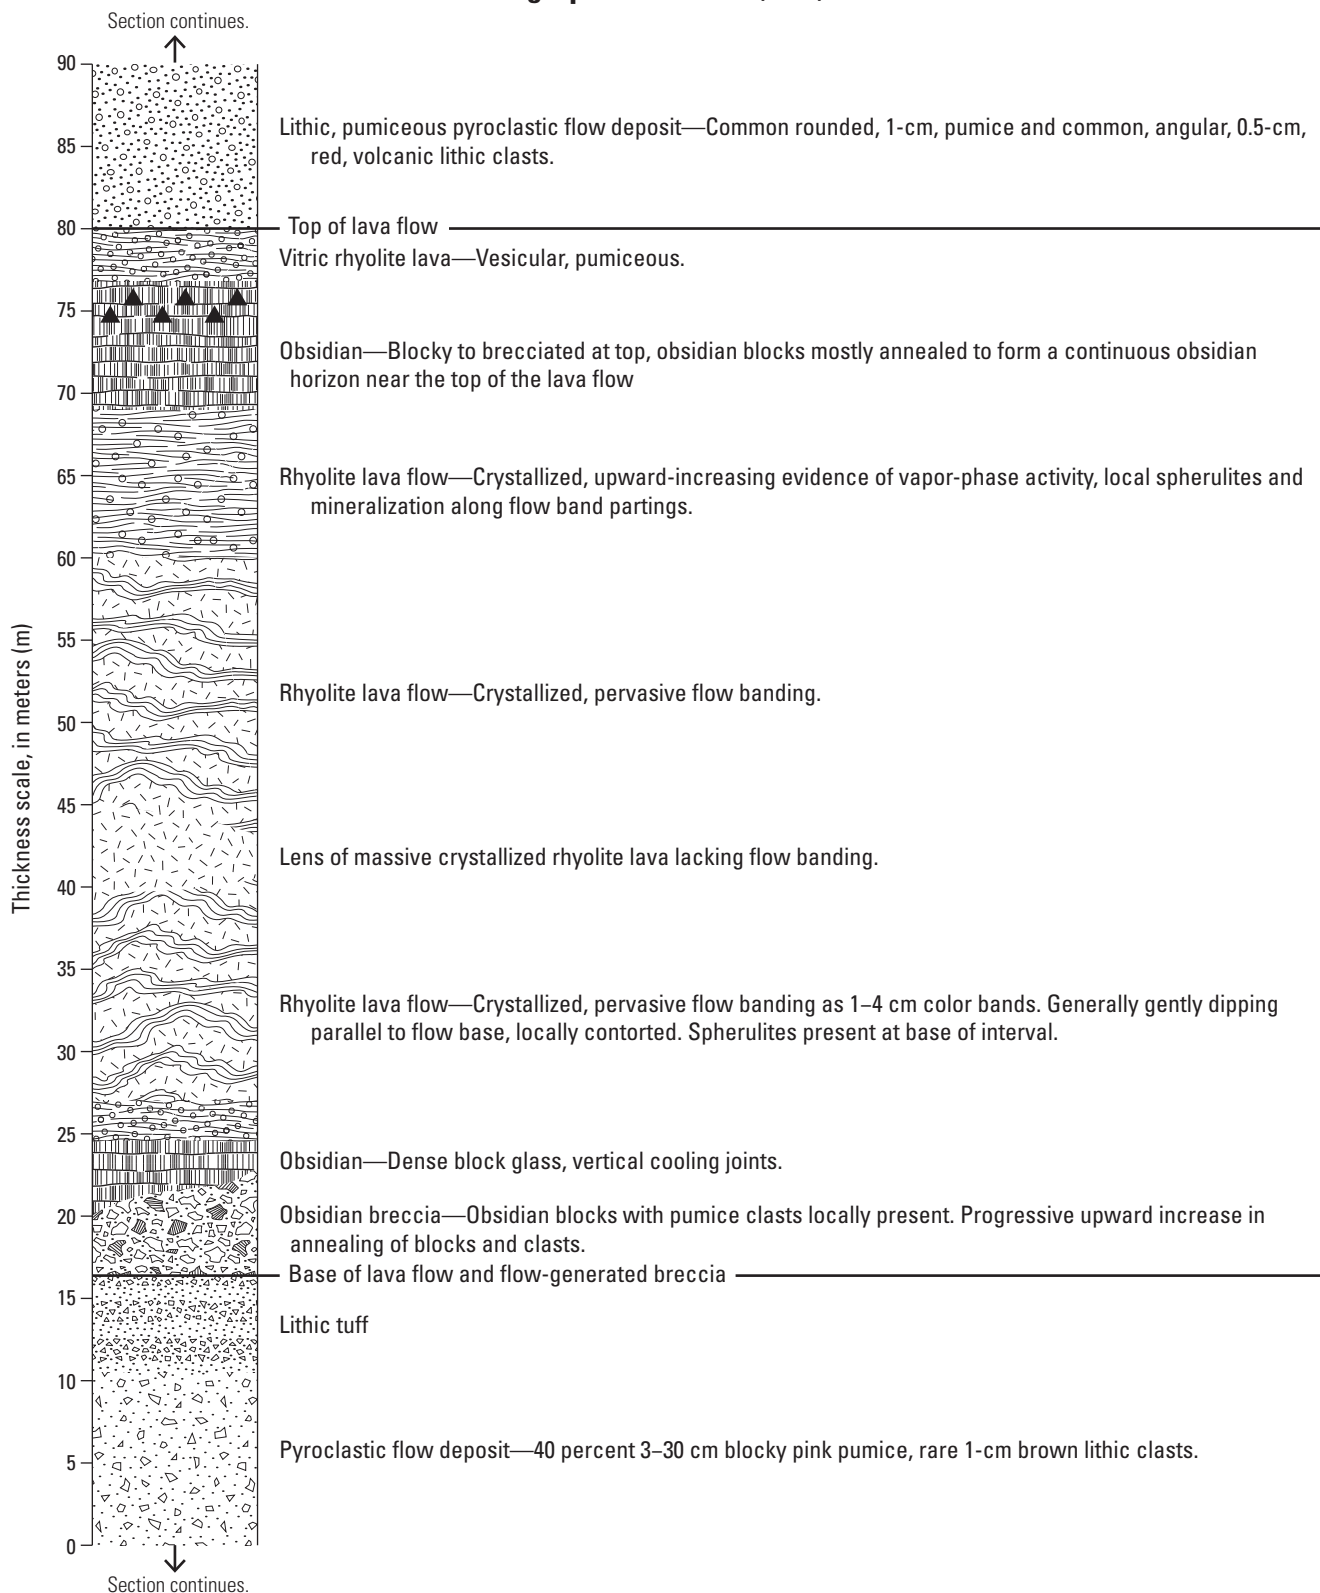 Section continues.
90
Lithic, pumiceous pyroclastic flow deposit—Common rounded, 1-cm, pumice and common, angular, 0.5-cm,
red, volcanic lithic clasts.
85
80
Top of lava flow
Vitric rhyolite lava—Vesicular, pumiceous.
75
Obsidian—Blocky to brecciated at top, obsidian blocks mostly annealed to form a continuous obsidian
horizon near the top of the lava flow
70
65
Rhyolite lava flow—Crystallized, upward-increasing evidence of vapor-phase activity, local spherulites and
mineralization along flow band partings.
60
55
Rhyolite lava flow—Crystallized, pervasive flow banding.
50
Thickness scale, in meters (m)
45
Lens of massive crystallized rhyolite lava lacking flow banding.
40
35
Rhyolite lava flow—Crystallized, pervasive flow banding as 1–4 cm color bands. Generally gently dipping
parallel to flow base, locally contorted. Spherulites present at base of interval.
30
25
Obsidian—Dense block glass, vertical cooling joints.
20
Obsidian breccia—Obsidian blocks with pumice clasts locally present. Progressive upward increase in
annealing of blocks and clasts.
Base of lava flow and flow-generated breccia
15
Lithic tuff
10
Pyroclastic flow deposit—40 percent 3–30 cm blocky pink pumice, rare 1-cm brown lithic clasts.
5
0
Section continues.